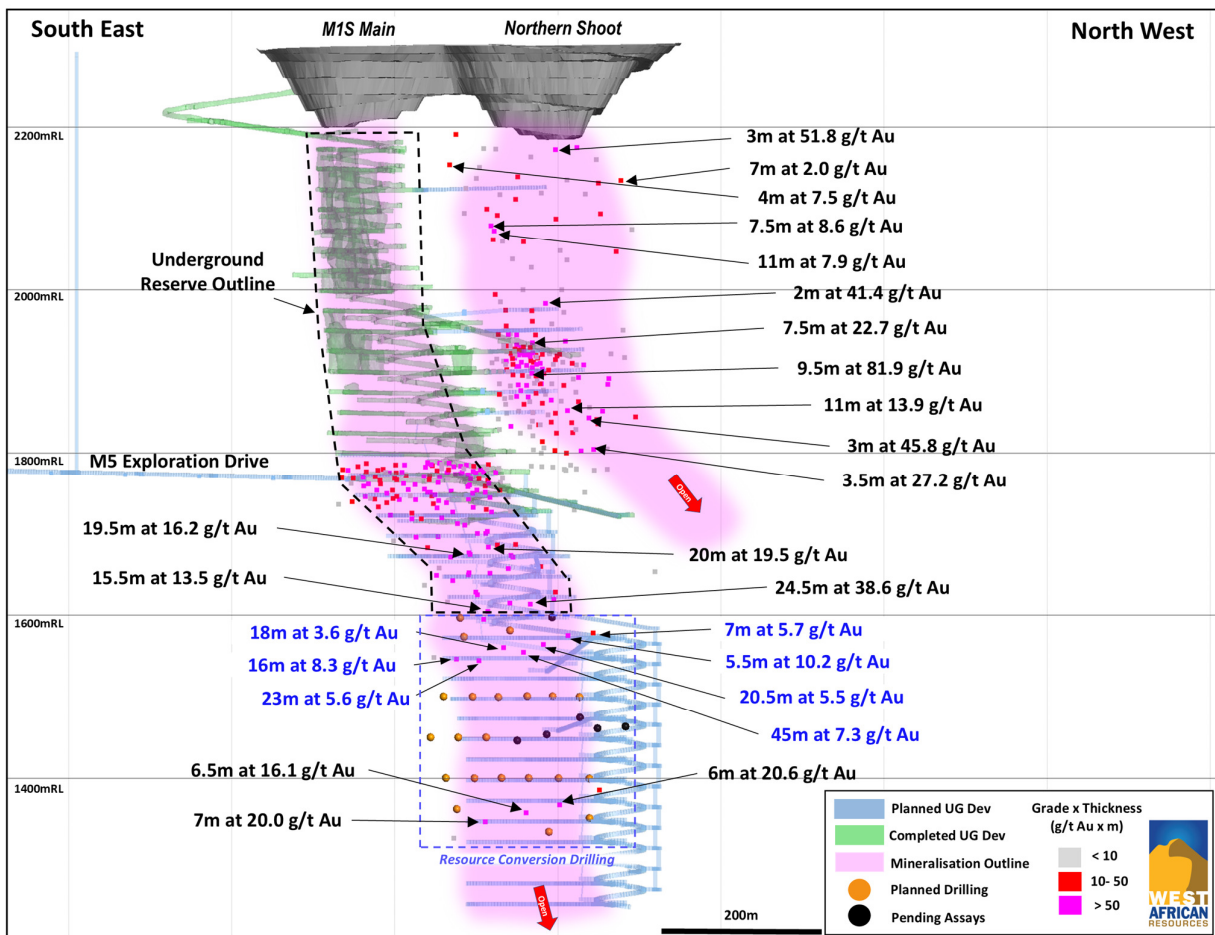 South East
M1S Main
Northern Shoot
North West
2200mRL
3m at 51.8 g/t Au
7m at 2.0 g/t Au
4m at 7.5 g/t Au
7.5m at 8.6 g/t Au
11m at 7.9 g/t Au
Underground
Reserve Outline
2000mRL
2m at 41.4 g/t Au
7.5m at 22.7 g/t Au
9.5m at 81.9 g/t Au
11m at 13.9 g/t Au
3m at 45.8 g/t Au
1800mRL
M5 Exploration Drive
3.5m at 27.2 g/t Au
Open
19.5m at 16.2 g/t Au
20m at 19.5 g/t Au
15.5m at 13.5 g/t Au
24.5m at 38.6 g/t Au
1600mRL
18m at 3.6 g/t Au
7m at 5.7 g/t Au
16m at 8.3 g/t Au
5.5m at 10.2 g/t Au
23m at 5.6 g/t Au
20.5m at 5.5 g/t Au
45m at 7.3 g/t Au
6.5m at 16.1 g/t Au
6m at 20.6 g/t Au
1400mRL
7m at 20.0 g/t Au
Resource Conversion Drilling
Open
200m
Planned UG Dev
Completed UG Dev
Mineralisation Outline
Planned Drilling
Pending Assays
Grade x Thickness
(g/t Au x m)
< 10
10- 50
> 50
WEST
AFRICAN
RESOURCES